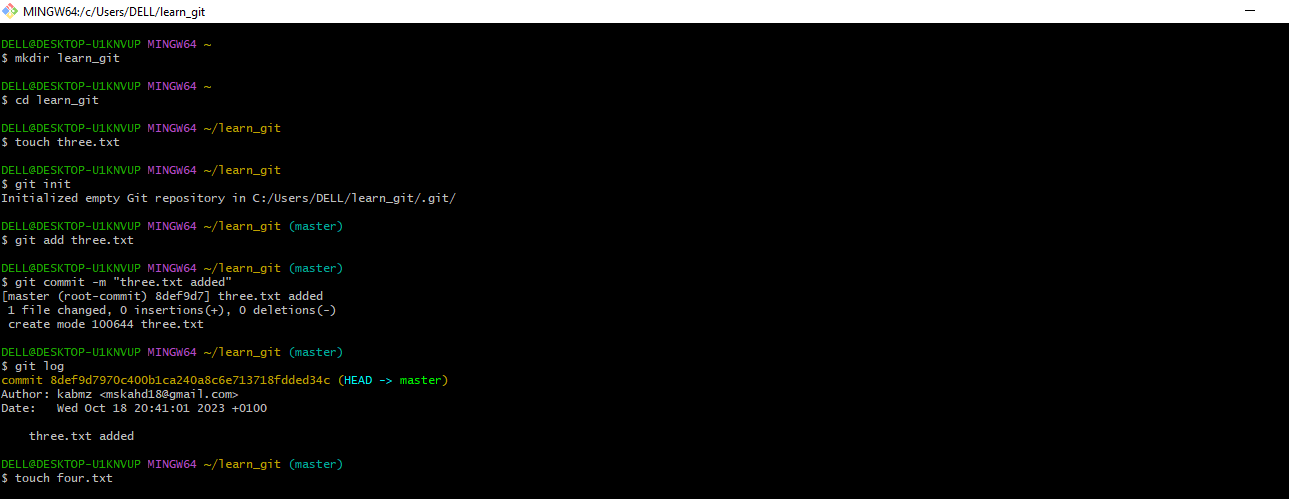 MINGW64:/c/Users/DELL/learn_git
DELL@DESKTOP-U1KNVUP MINGW64 ~
$ mkdir learn_git
DELL@DESKTOP-U1KNVUP MINGW64 ~
$ cd learn_git
DELL@DESKTOP-U1KNVUP MINGW64 ~/learn_git
$ touch three.txt
DELL@DESKTOP-U1KNVUP MINGW64 ~/learn_git
$ git init
Initialized empty Git repository in C:/Users/DELL/learn_git/.git/
DELL@DESKTOP-U1KNVUP MINGW64 ~/learn_git (master)
$ git add three.txt
DELL@DESKTOP-U1KNVUP MINGW64 ~/learn_git (master)
$ git commit -m "three.txt added"
[master (root-commit) 8def9d7] three.txt added
 1 file changed, 0 insertions(+), 0 deletions(-)
 create mode 100644 three.txt
DELL@DESKTOP-U1KNVUP MINGW64 ~/learn_git (master)
$ git log
commit 8def9d7970c400b1ca240a8c6e713718fdded34c (HEAD -> master)
Author: kabmz <mskahd18@gmail.com>
Date:   Wed Oct 18 20:41:01 2023 +0100
    three.txt added
DELL@DESKTOP-U1KNVUP MINGW64 ~/learn_git (master)
$ touch four.txt